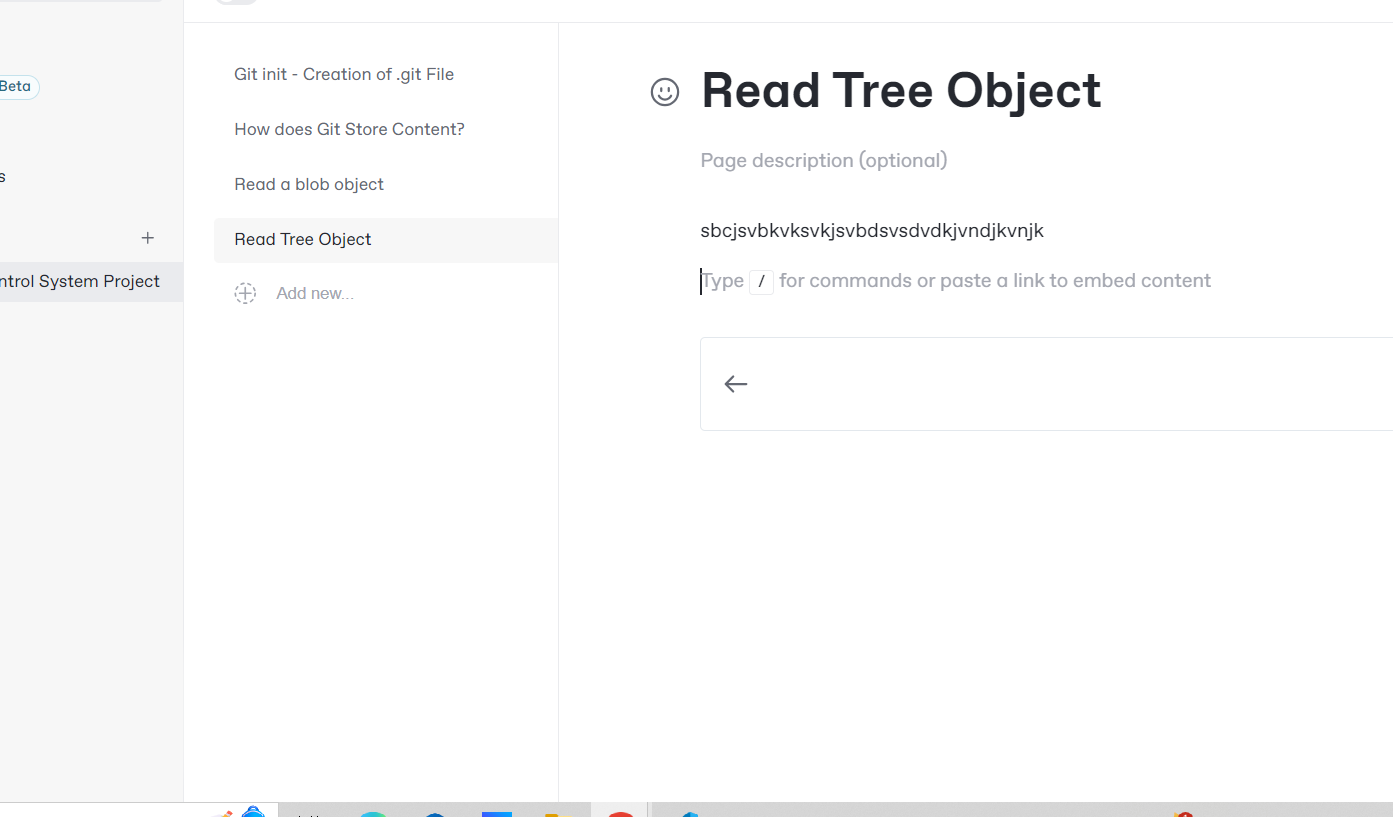 Beta
s
ntrol System Project
Git init - Creation of .git File
How does Git Store Content?
Read a blob object
Read Tree Object
Add new...
Read Tree Object
Page description (optional)
sbcjsvbkvksvkjsvbdsvsdvdkjvndjkvnjk
Type / for commands or paste a link to embed content